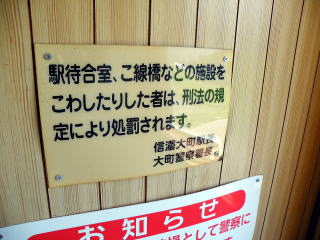 駅待合室、こ線橋などの施設を
こわしたりした者は、刑法の規
定により処罰されます。
信濃大町駅長
大町警察署長
お知らせ
として警察に